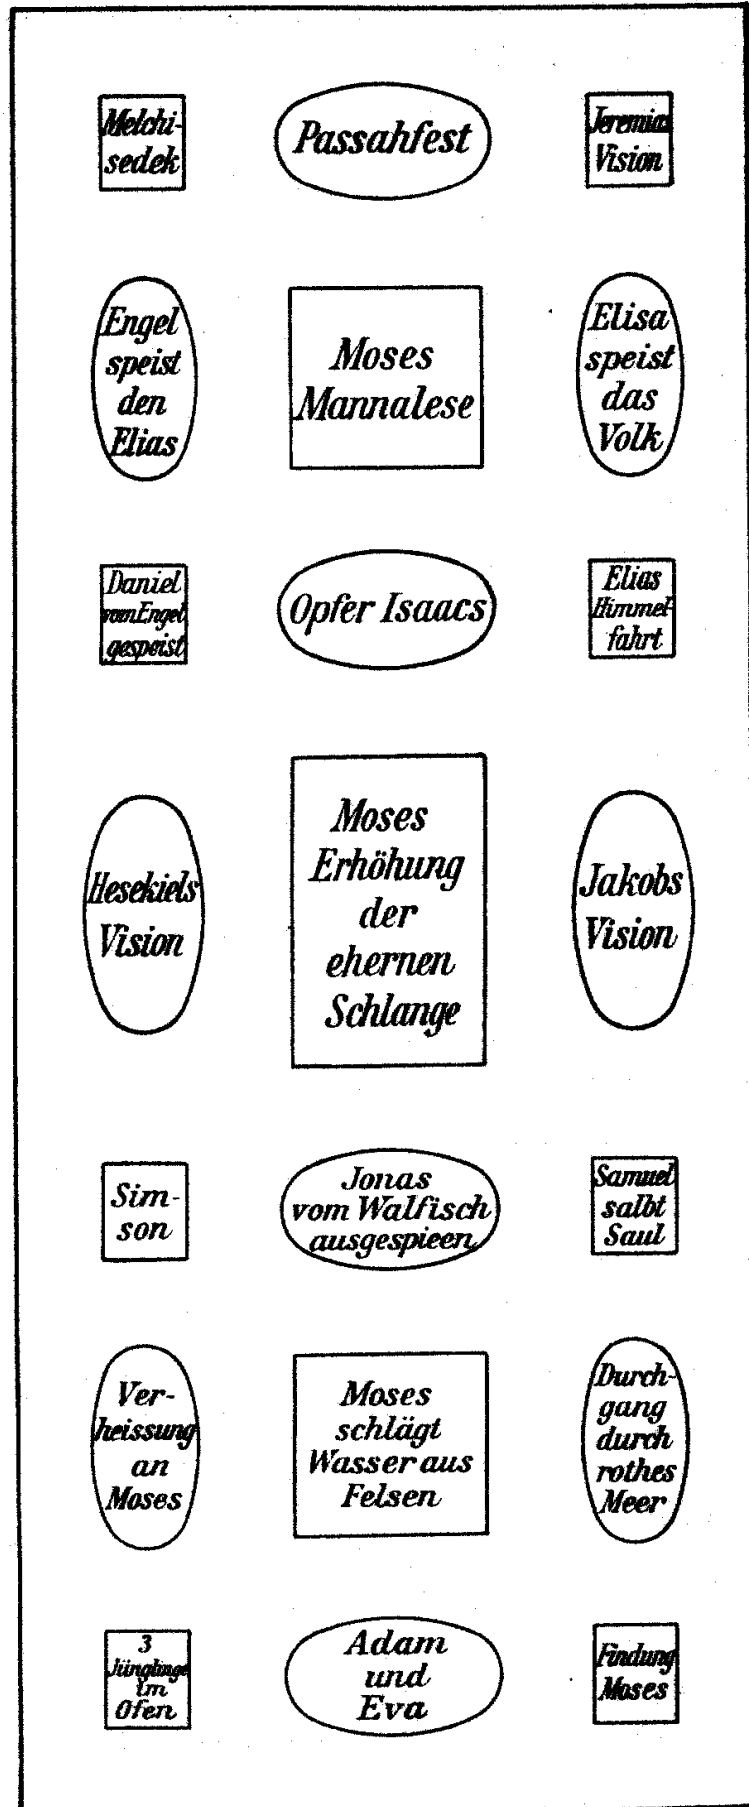 Melchi-
sedek
Passahfest
Jeremias
Vision
Engel
speist
den
Elias
Moses
Mannalese
Elisa
speist
das
Volk
Daniel
vom Engel
gespeist
Opfer Isaacs
Elias
Himmel-
fahrt
Hesekiels
Vision
Moses
Erhöhung
der
ehernen
Schlange
Jakobs
Vision
Sim-
son
Jonas
vom Walfisch
ausgespieen
Samuel
salbt
Saul
Ver-
heissung
an
Moses
Moses
schlägt
Wasser aus
Felsen
Durch-
gang
durch
rothes
Meer
3
Jünglinge
im
Ofen
Adam
und
Eva
Findung
Moses